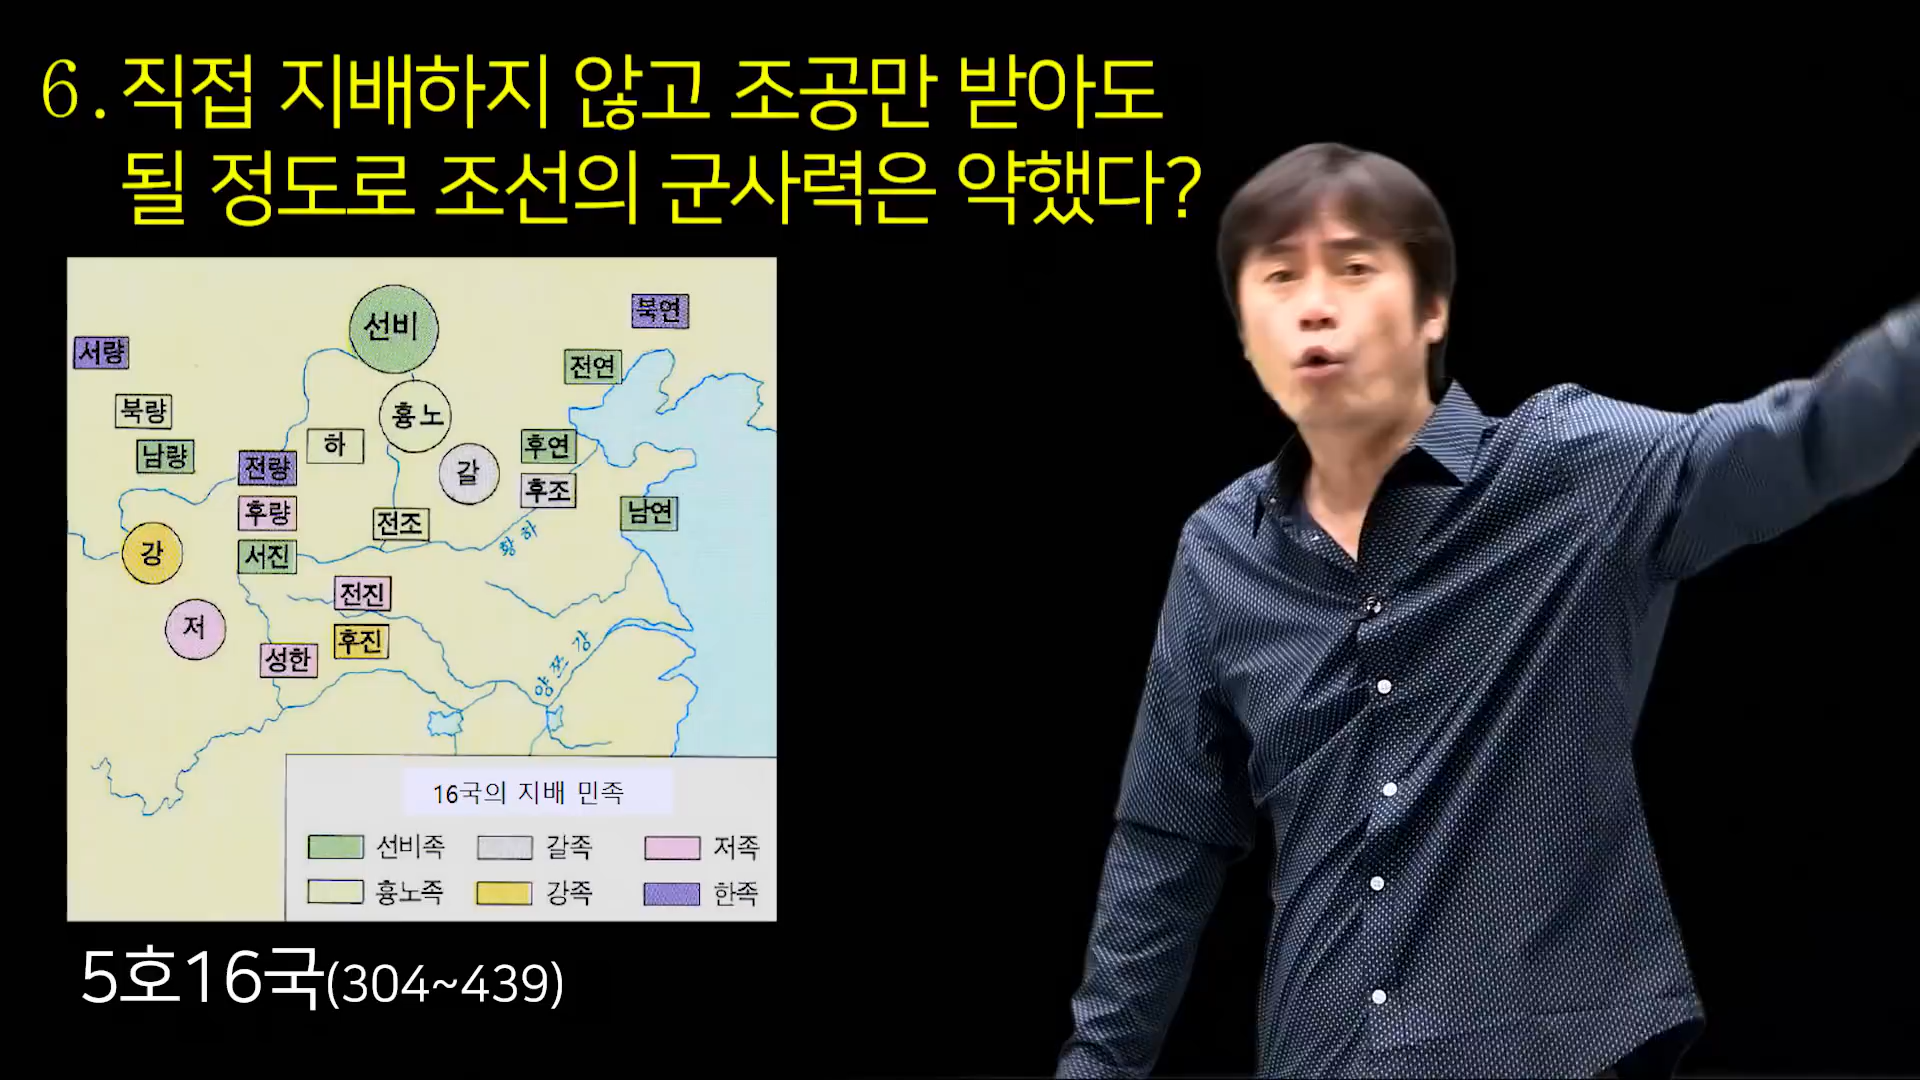 6.직접 지배하지 않고 조공만 받아도
될 정도로 조선의 군사력은 약했다?
선비
북연
서량
전연
흉노
북량
하
후연
남량
전량
갈
후조
후량
전조
남연
황하
강
서진
전진
저
후진
성한
양쯔강
16국의 지배 민족
선비족 갈족 저족
흉노족 강족 한족
5호16국(304~439)